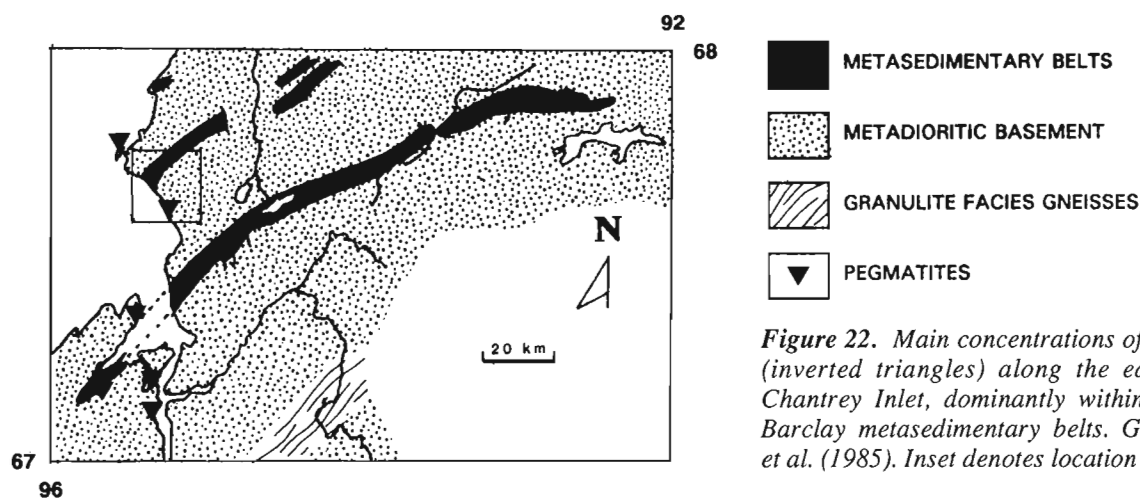 92
68
N
20 km
67
96
METASEDIMENTARY BELTS
METADIORITIC BASEMENT
GRANULITE FACIES GNEISSES
PEGMATITES
Figure 22. Main concentrations of
(inverted triangles) along the ea
Chantrey Inlet, dominantly within
Barclay metasedimentary belts. G
et al. (1985). Inset denotes location